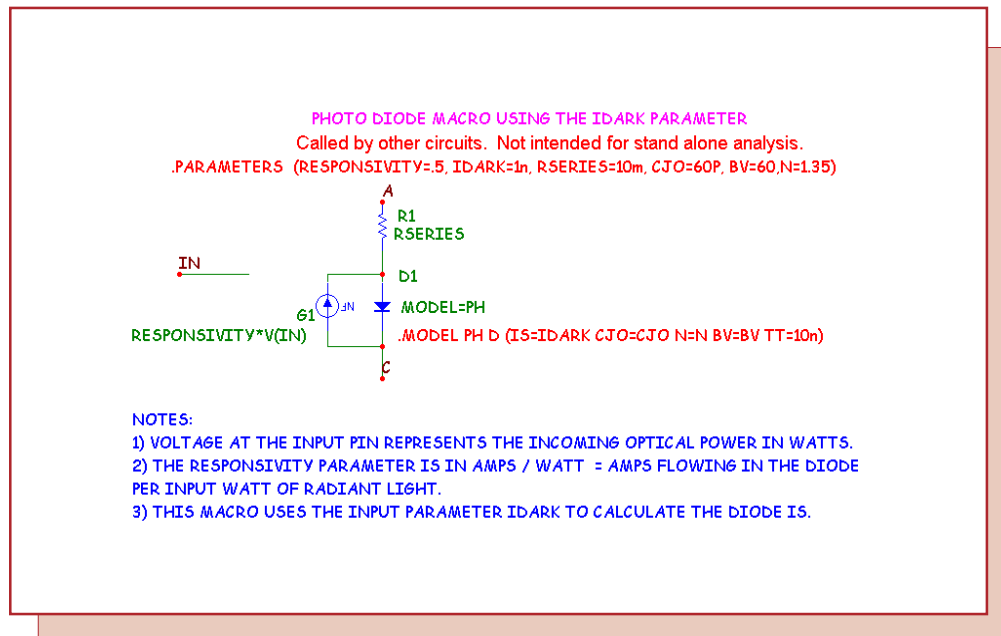 PHOTO DIODE MACRO USING THE IDARK PARAMETER
Called by other circuits. Not intended for stand alone analysis.
.PARAMETERS (RESPONSIVITY=.5, IDARK=1n, RSERIES=10m, CJO=60P, BV=60,N=1.35)
A
R1
RSERIES
IN
D1
NF
MODEL=PH
G1
RESPONSIVITY*V(IN)
.MODEL PH D (IS=IDARK CJO=CJO N=N BV=BV TT=10n)
C
NOTES:
1) VOLTAGE AT THE INPUT PIN REPRESENTS THE INCOMING OPTICAL POWER IN WATTS.
2) THE RESPONSIVITY PARAMETER IS IN AMPS / WATT = AMPS FLOWING IN THE DIODE
PER INPUT WATT OF RADIANT LIGHT.
3) THIS MACRO USES THE INPUT PARAMETER IDARK TO CALCULATE THE DIODE IS.